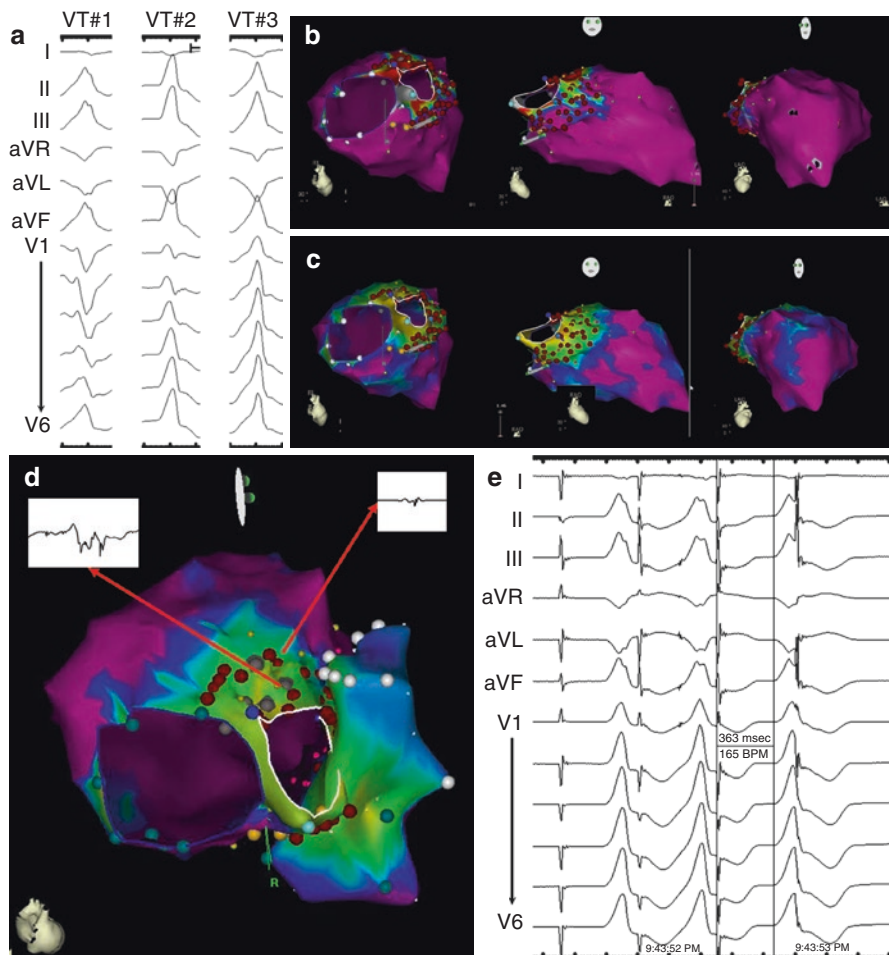 a
VT#1 VT#2 VT#3
I
II
III
aVR
aVL
aVF
V1
V6
b
c
d
R
e
I
II
III
aVR
aVL
aVF
V1
363 msec
165 BPM
V6
9:43:52 PM 9:43:53 PM